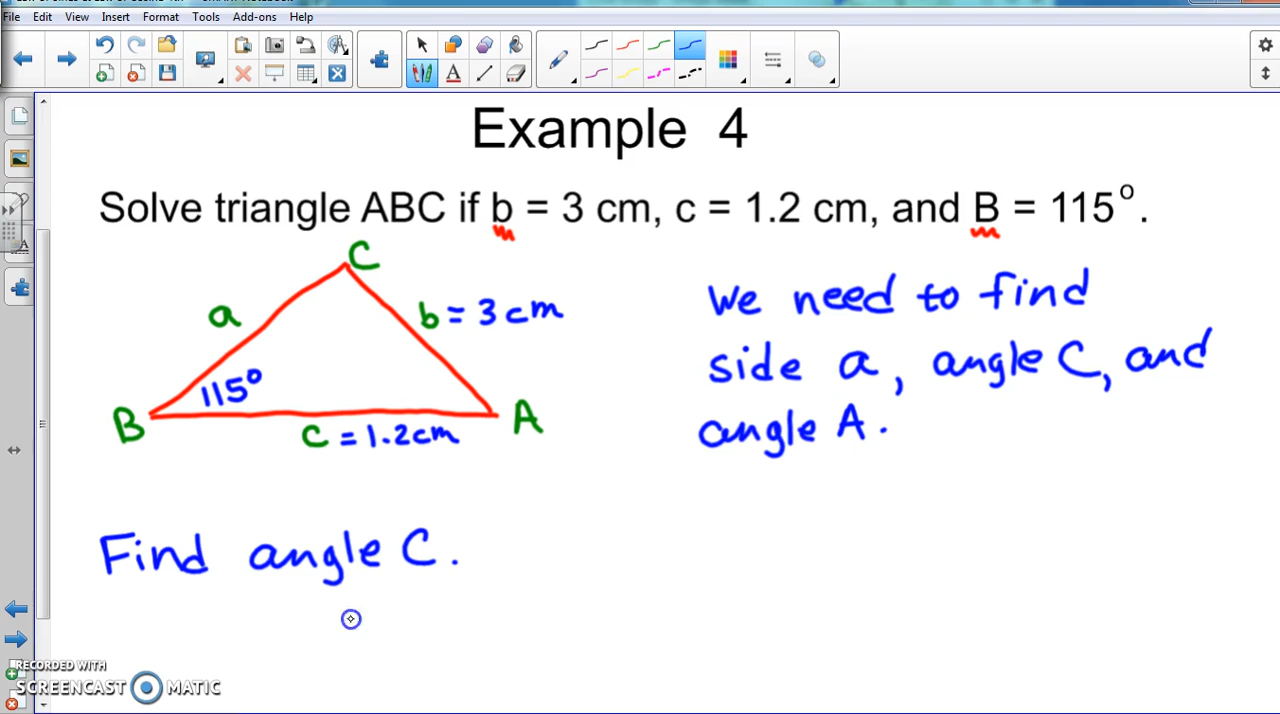 File Edit View Insert Format Tools Add-ons Help
Example 4
Solve triangle ABC if b = 3 cm, c = 1.2 cm, and B = 115°.
C
a
b = 3 cm
115°
B
A
c = 1.2 cm
We need to find
side a, angle C, and
angle A.
Find angle C.
RECORDED WITH
SCREENCAST MATIC